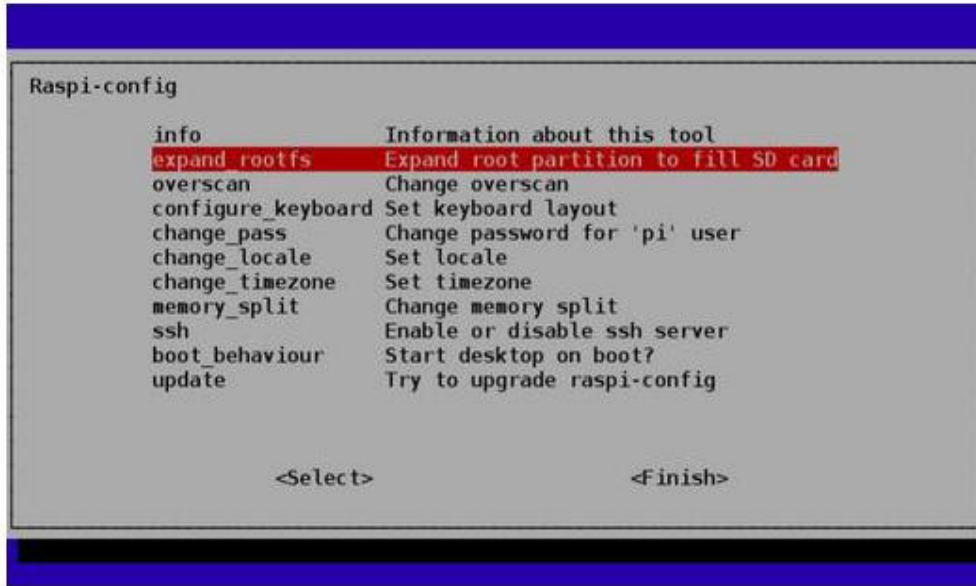 Raspi-config
info Information about this tool
expand_rootfs Expand root partition to fill SD card
overscan Change overscan
configure_keyboard Set keyboard layout
change_pass Change password for 'pi' user
change_locale Set locale
change_timezone Set timezone
memory_split Change memory split
ssh Enable or disable ssh server
boot_behaviour Start desktop on boot?
update Try to upgrade raspi-config
<Select> <Finish>